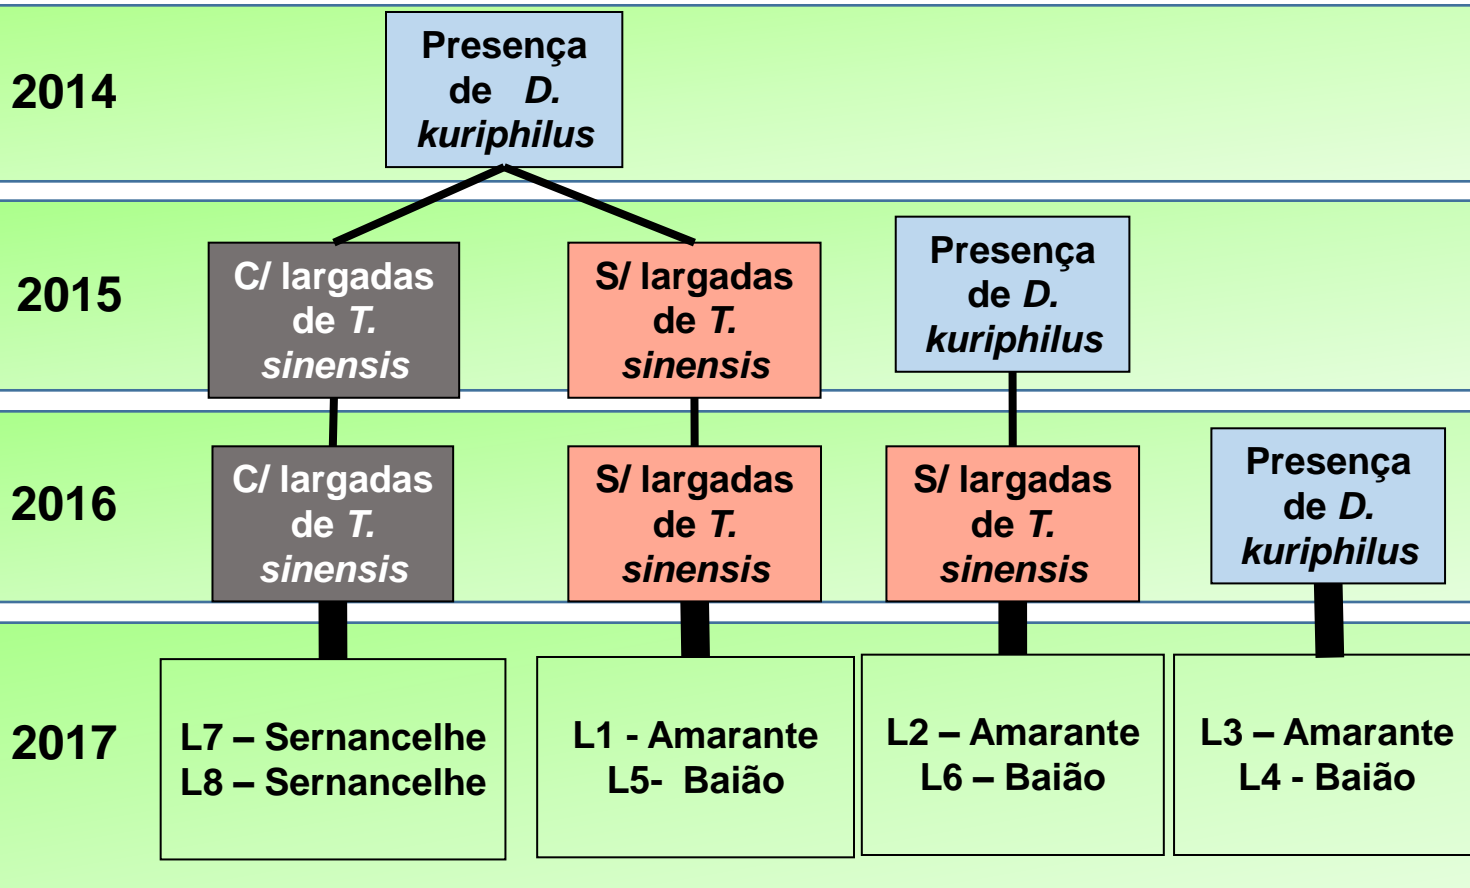 2014
Presença
de D.
kuriphilus
2015
C/ largadas
de T.
sinensis
S/ largadas
de T.
sinensis
Presença
de D.
kuriphilus
2016
C/ largadas
de T.
sinensis
S/ largadas
de T.
sinensis
S/ largadas
de T.
sinensis
Presença
de D.
kuriphilus
2017
L7 – Sernancelhe
L8 – Sernancelhe
L1 - Amarante
L5- Baião
L2 – Amarante
L6 – Baião
L3 – Amarante
L4 - Baião